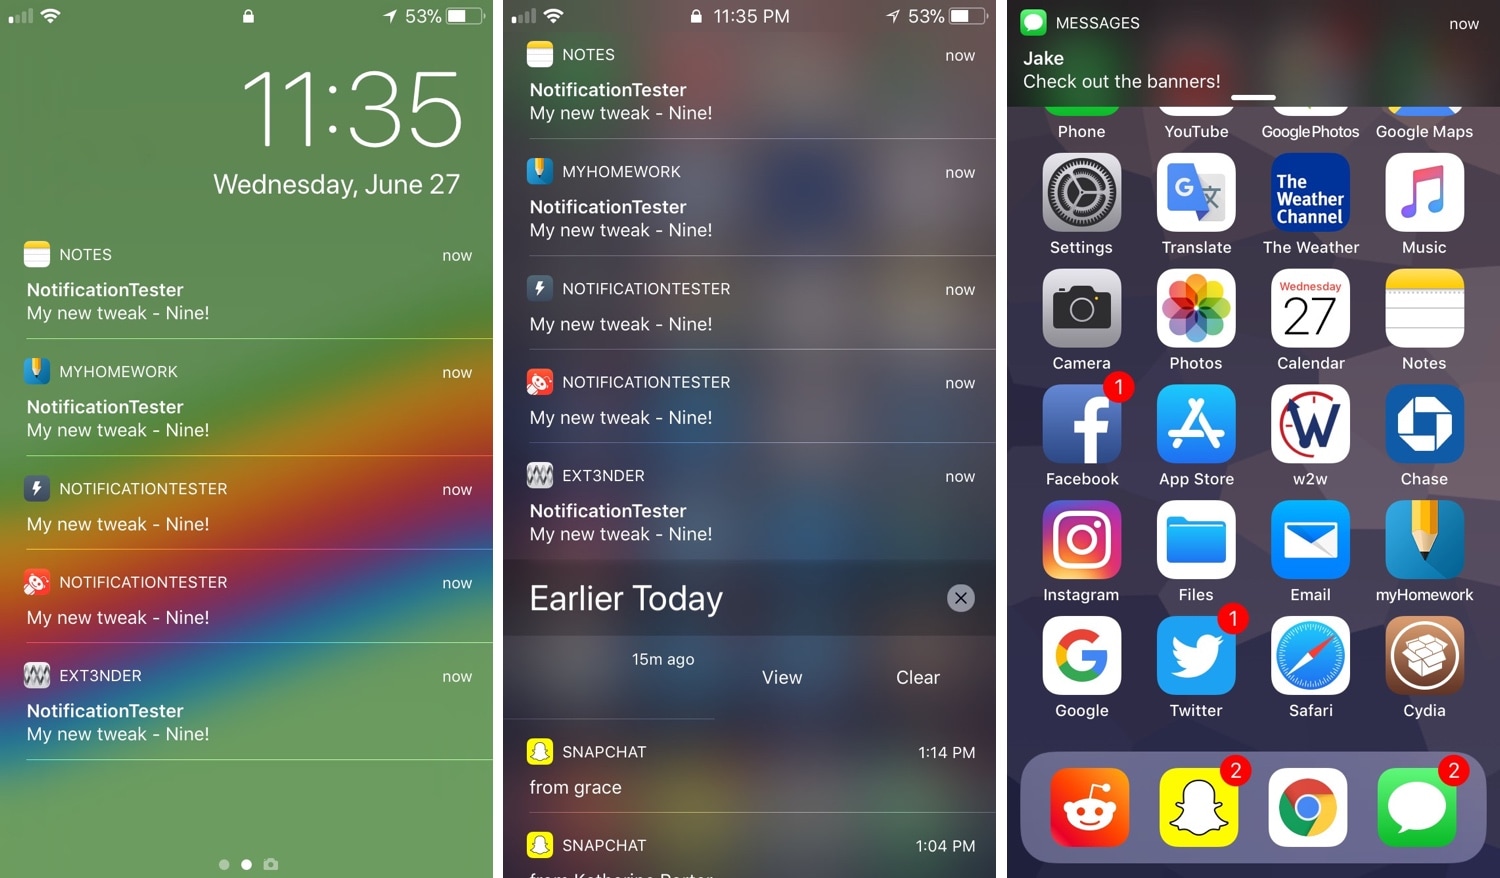 53%
11:35
Wednesday, June 27
NOTES now
NotificationTester
My new tweak - Nine!
MYHOMEWORK now
NotificationTester
My new tweak - Nine!
NOTIFICATIONTESTER now
My new tweak - Nine!
NOTIFICATIONTESTER now
My new tweak - Nine!
EXT3NDER now
NotificationTester
My new tweak - Nine!
11:35 PM 53%
NOTES now
NotificationTester
My new tweak - Nine!
MYHOMEWORK now
NotificationTester
My new tweak - Nine!
NOTIFICATIONTESTER now
My new tweak - Nine!
NOTIFICATIONTESTER now
My new tweak - Nine!
EXT3NDER now
NotificationTester
My new tweak - Nine!
Earlier Today
15m ago
View Clear
SNAPCHAT 1:14 PM
from grace
SNAPCHAT 1:04 PM
MESSAGES now
Jake
Check out the banners!
Phone YouTube Google Photos Google Maps
G 文
The
Weather
Channel
Settings Translate The Weather Music
Wednesday
27
Camera Photos Calendar Notes
1
f W
Facebook App Store w2w Chase
Instagram Files Email myHomework
1
G
Google Twitter Safari Cydia
2 2